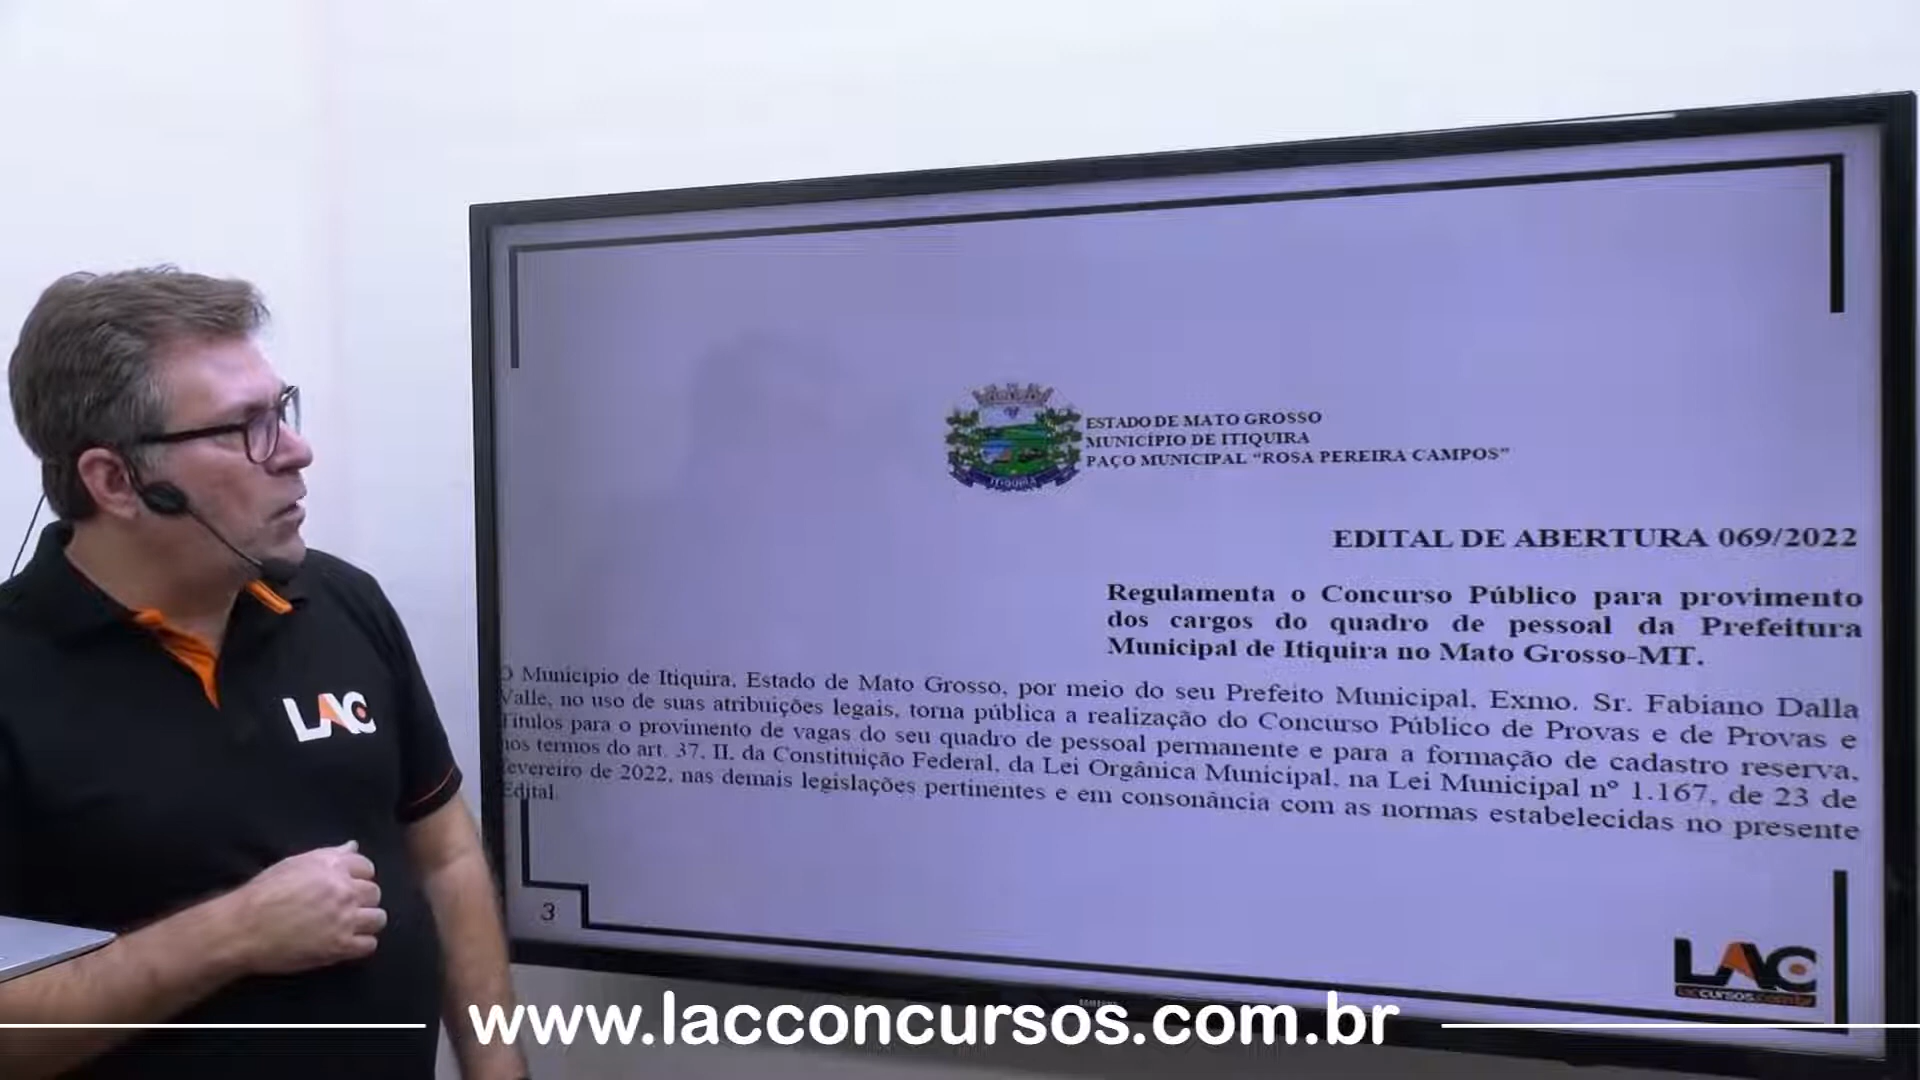 ITIQUIRA
ESTADO DE MATO GROSSO
MUNICÍPIO DE ITIQUIRA
PAÇO MUNICIPAL “ROSA PEREIRA CAMPOS”
EDITAL DE ABERTURA 069/2022
Regulamenta o Concurso Público para provimento
dos cargos do quadro de pessoal da Prefeitura
Municipal de Itiquira no Mato Grosso-MT.
O Município de Itiquira, Estado de Mato Grosso, por meio do seu Prefeito Municipal, Exmo. Sr. Fabiano Dalla
Valle, no uso de suas atribuições legais, torna pública a realização do Concurso Público de Provas e de Provas e
Títulos para o provimento de vagas do seu quadro de pessoal permanente e para a formação de cadastro reserva,
nos termos do art. 37, II, da Constituição Federal, da Lei Orgânica Municipal, na Lei Municipal nº 1.167, de 23 de
fevereiro de 2022, nas demais legislações pertinentes e em consonância com as normas estabelecidas no presente
Edital.
LAC
3
LAC
laccursos.com.br
SAMSUNG
www.lacconcursos.com.br